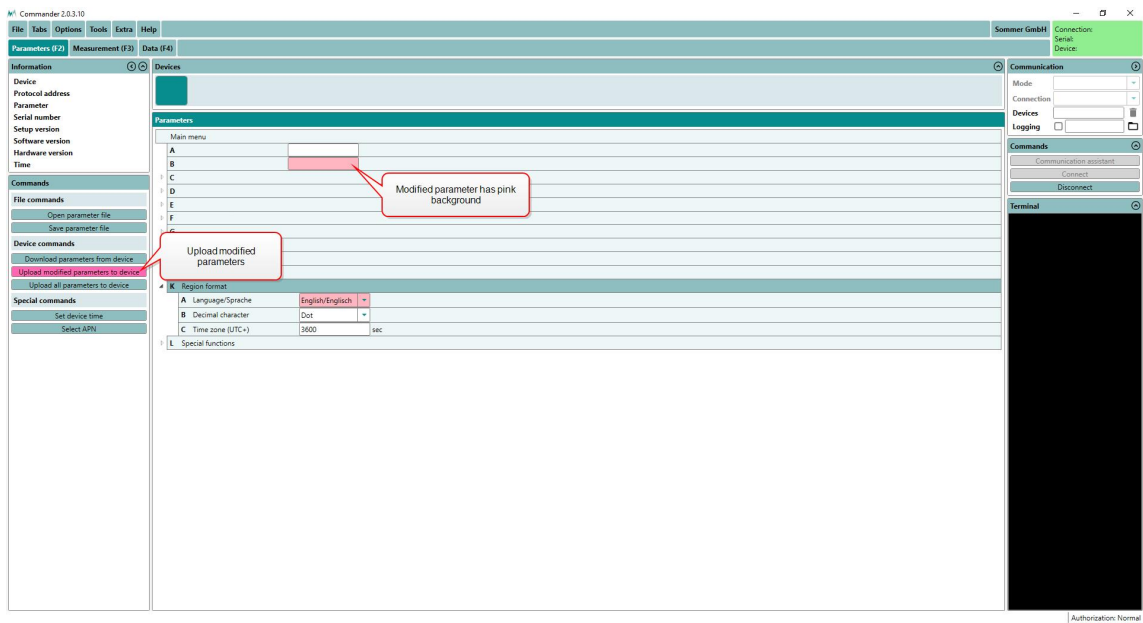 Commander 2.0.3.10
File Tabs Options Tools Extra Help
Sommer GmbH
Connection:
Serial:
Device:
Parameters (F2) Measurement (F3) Data (F4)
Information
Device
Protocol address
Parameter
Serial number
Setup version
Software version
Hardware version
Time
Commands
File commands
Open parameter file
Save parameter file
Device commands
Download parameters from device
Upload modified parameters to device
Upload all parameters to device
Special commands
Set device time
Select APN
Devices
Parameters
Main menu
A
B
C
D
E
F
Modified parameter has pink
background
Upload modified
parameters
K Region format
A Language/Sprache English/Englisch
B Decimal character Dot
C Time zone (UTC+) 3600 sec
L Special functions
Communication
Mode
Connection
Devices
Logging
Commands
Communication assistant
Connect
Disconnect
Terminal
Authorization: Normal